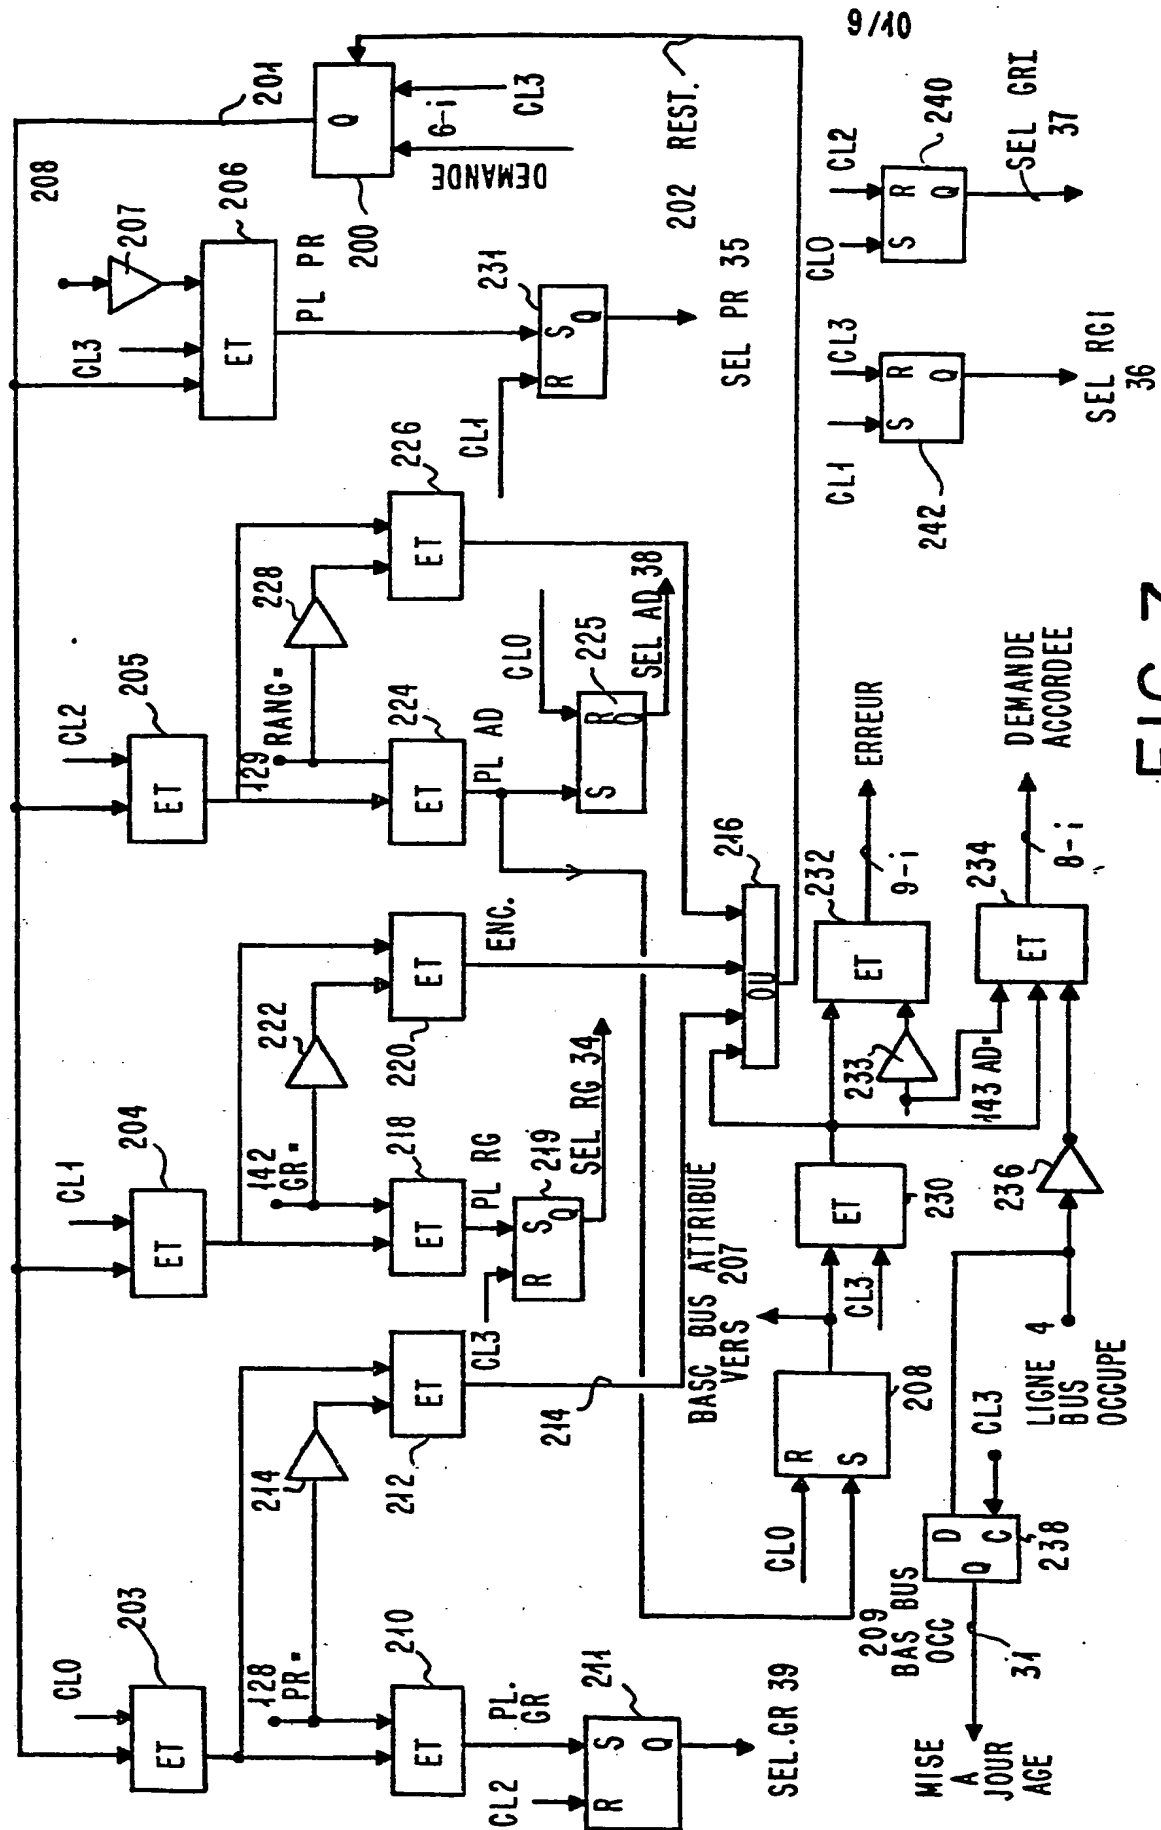 6/10
208
201
207
206
CL3
ET
PL PR
Q
200
DEMANDE
6-i
CL3
202 REST.
CL1
231
R S Q
SEL PR 35
CL2
205
ET
129
RANG=
228
226
ET
224
ET
PL AD
CL0
225
S R Q
SEL AD 38
CL1
204
ET
142
GR =
222
220
ET
ENC.
218
ET
PL RG
CL3
219
R S Q
SEL RG 34
CL0
203
ET
128
PR=
214
212
ET
214
210
ET
PL.
GR
CL2
211
R S Q
SEL.GR 39
216
OU
BASC BUS ATTRIBUE
VERS 207
CL0
208
R S
209
CL3
230
ET
232
ET
233
9-i
ERREUR
143 AD=
234
ET
8-i
DEMANDE
ACCORDEE
236
LIGNE 4
BUS
OCCUPE
CL3
238
D C Q
BAS BUS
OCC
31
MISE
A
JOUR
AGE
CL0
CL2
240
S R Q
SEL GRI
37
CL1
CL3
242
S R Q
SEL RGI
36